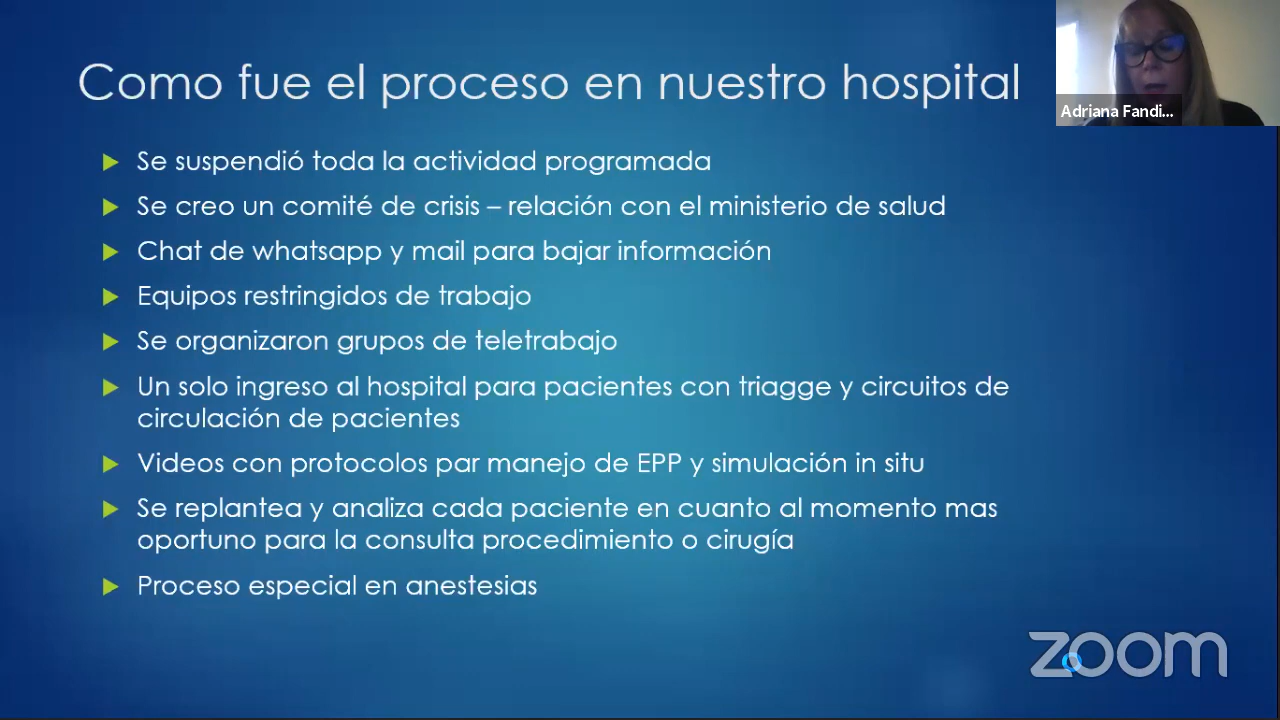 Como fue el proceso en nuestro hospital
Adriana Fandi...
Se suspendió toda la actividad programada
Se creo un comité de crisis – relación con el ministerio de salud
Chat de whatsapp y mail para bajar información
Equipos restringidos de trabajo
Se organizaron grupos de teletrabajo
Un solo ingreso al hospital para pacientes con triagge y circuitos de
circulación de pacientes
Videos con protocolos par manejo de EPP y simulación in situ
Se replantea y analiza cada paciente en cuanto al momento mas
oportuno para la consulta procedimiento o cirugía
Proceso especial en anestesias
zoom